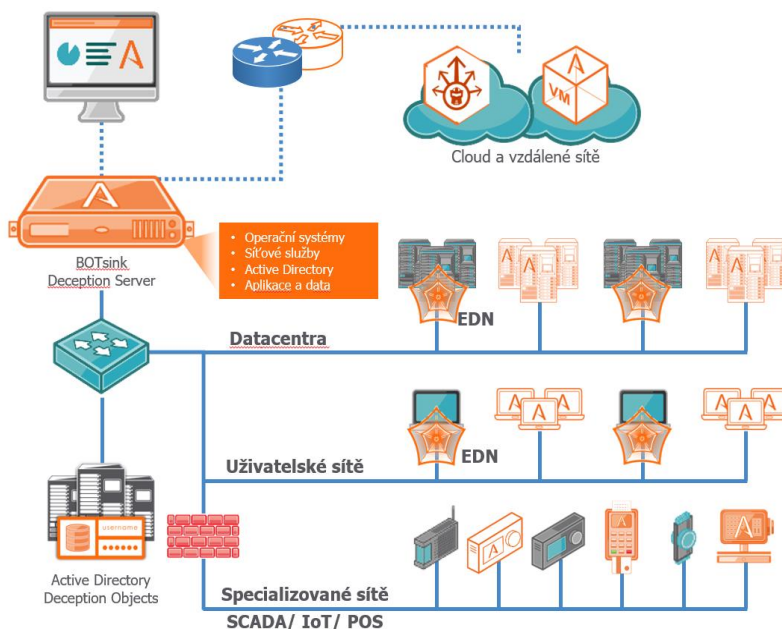 VM
Cloud a vzdálené sítě
BOTsink
Deception Server
• Operační systémy
• Síťové služby
• Active Directory
• Aplikace a data
EDN
Datacentra
EDN
Uživatelské sítě
username
Active Directory
Deception Objects
Specializované sítě
SCADA/ IoT/ POS